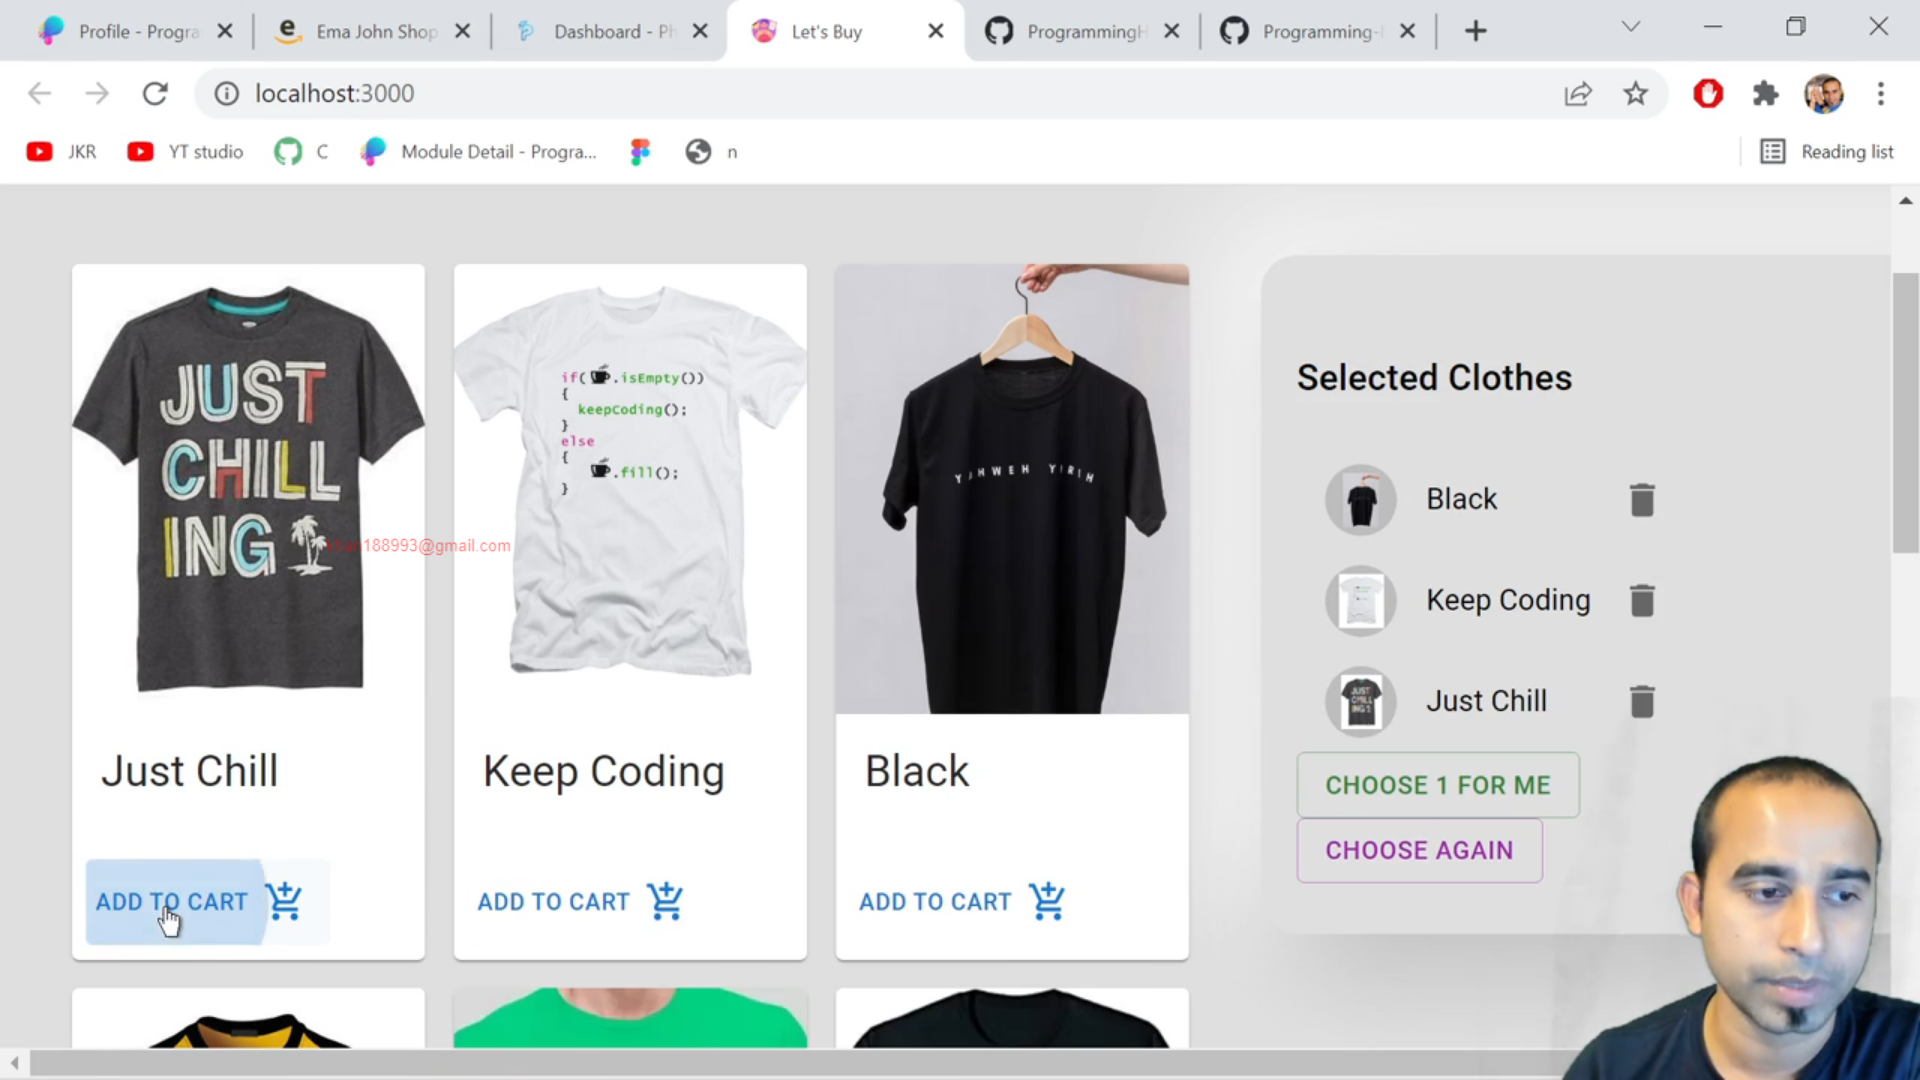 Profile - Progra
Ema John Shop
Dashboard - Ph
Let's Buy
ProgrammingH
Programming-
localhost:3000
JKR
YT studio
C
Module Detail - Progra...
n
Reading list
JUST
CHILL
ING
if( .isEmpty())
{
keepCoding();
}
else
{
.fill();
}
YAHWEH YIREH
188993@gmail.com
Just Chill
Keep Coding
Black
ADD TO CART
ADD TO CART
ADD TO CART
Selected Clothes
Black
Keep Coding
Just Chill
CHOOSE 1 FOR ME
CHOOSE AGAIN